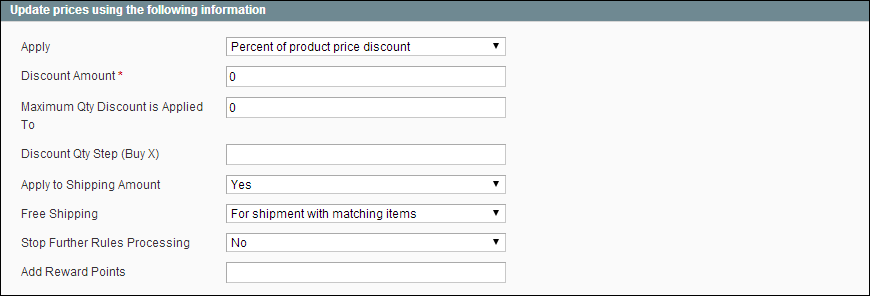 Update prices using the following information
Apply Percent of product price discount
Discount Amount * 0
Maximum Qty Discount is Applied To 0
Discount Qty Step (Buy X)
Apply to Shipping Amount Yes
Free Shipping For shipment with matching items
Stop Further Rules Processing No
Add Reward Points